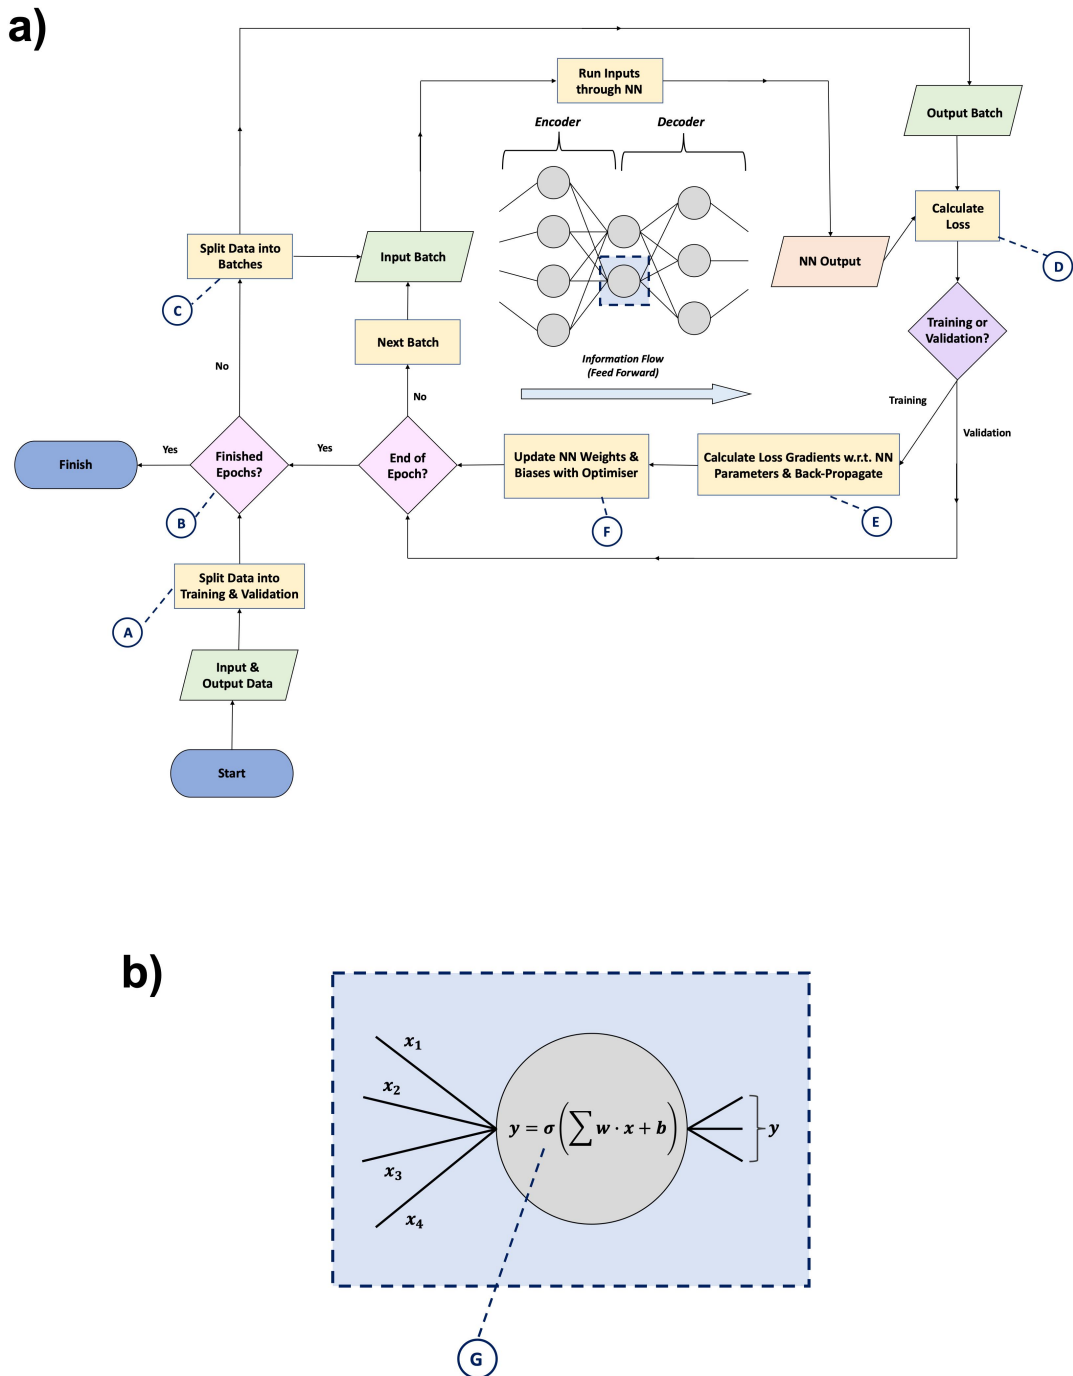 a)
Run Inputs
through NN
Output Batch
Encoder
Decoder
Calculate
Loss
Split Data into
Batches
Input Batch
NN Output
D
C
Next Batch
Training or
Validation?
Information Flow
(Feed Forward)
No
No
Training
Validation
Finish
Yes
Finished
Epochs?
Yes
End of
Epoch?
Update NN Weights &
Biases with Optimiser
Calculate Loss Gradients w.r.t. NN
Parameters & Back-Propagate
B
F
E
Split Data into
Training & Validation
A
Input &
Output Data
Start
b)
x₁
x₂
y = σ(∑ w · x + b)
y
x₃
x₄
G